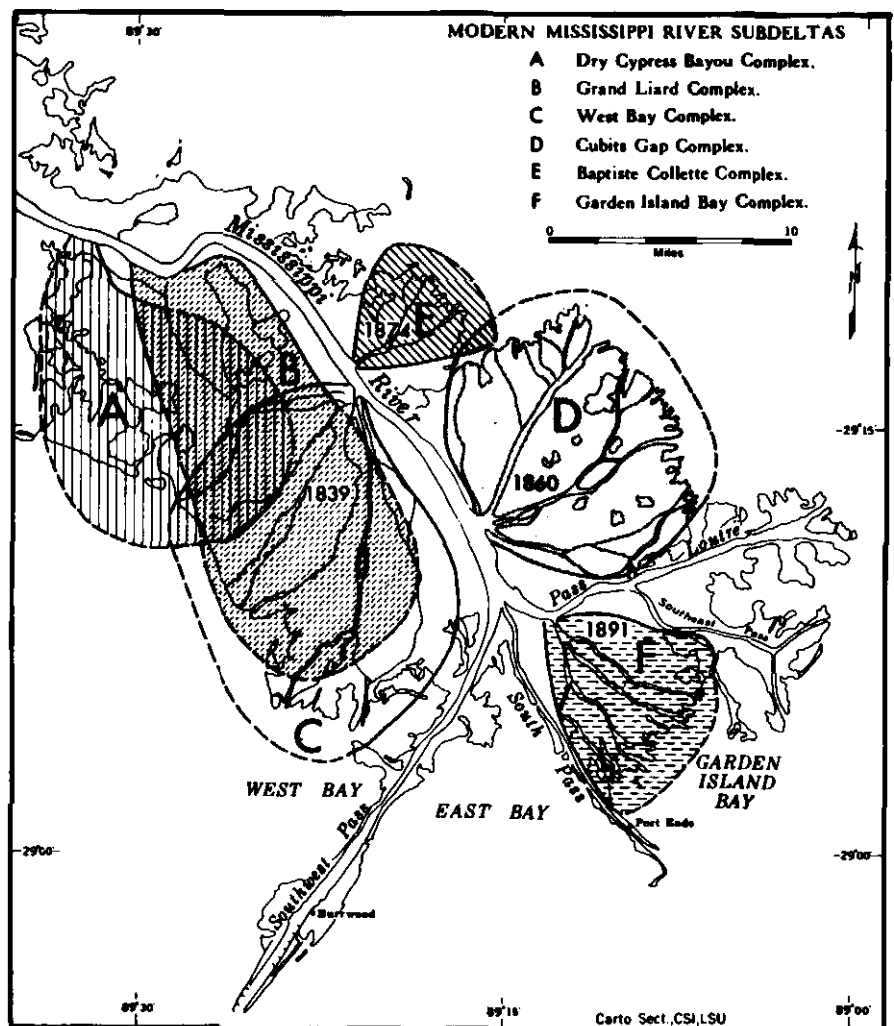 89°30'
MODERN MISSISSIPPI RIVER SUBDELTAS
A Dry Cypress Bayou Complex.
B Grand Liard Complex.
C West Bay Complex.
D Cubits Gap Complex.
E Baptiste Collette Complex.
F Garden Island Bay Complex.
0 10
Miles
N
Mississippi
River
E
1874
B
A
D
-29°15'
1839
1860
Pass A Loutre
Southeast Pass
1891
F
C
South Pass
GARDEN
ISLAND
BAY
WEST BAY
EAST BAY
Port Eads
-29°00'
-29°00'
Southwest Pass
Burrwood
89°30'
89°15'
89°00'
Carto Sect.,CSI,LSU